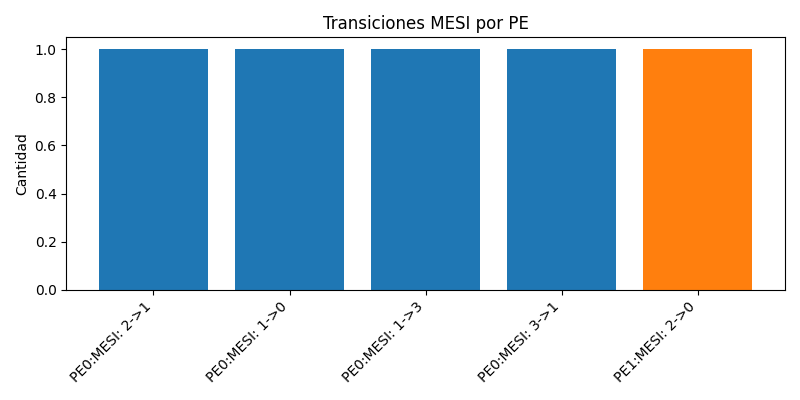 Transiciones MESI por PE
Cantidad
1.0
0.8
0.6
0.4
0.2
0.0
PE0:MESI: 2->1
PE0:MESI: 1->0
PE0:MESI: 1->3
PE0:MESI: 3->1
PE1:MESI: 2->0